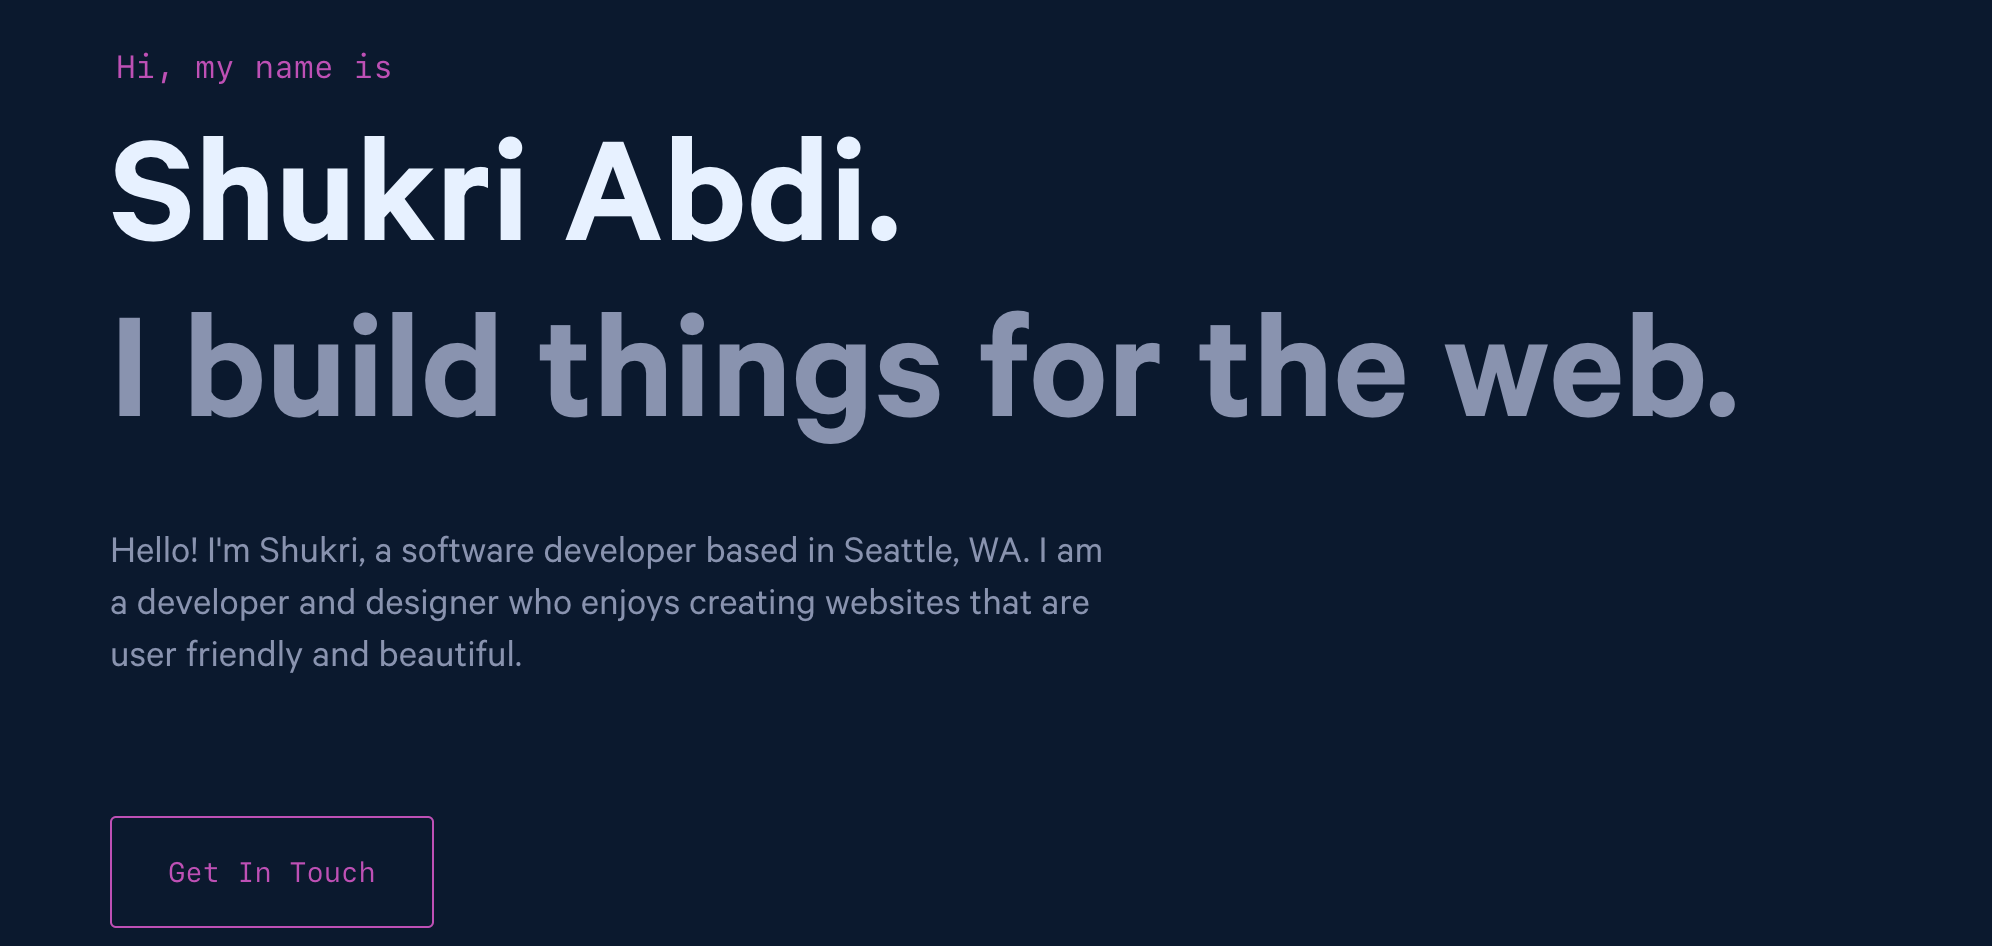 Hi, my name is
Shukri Abdi.
I build things for the web.
Hello! I'm Shukri, a software developer based in Seattle, WA. I am
a developer and designer who enjoys creating websites that are
user friendly and beautiful.
Get In Touch